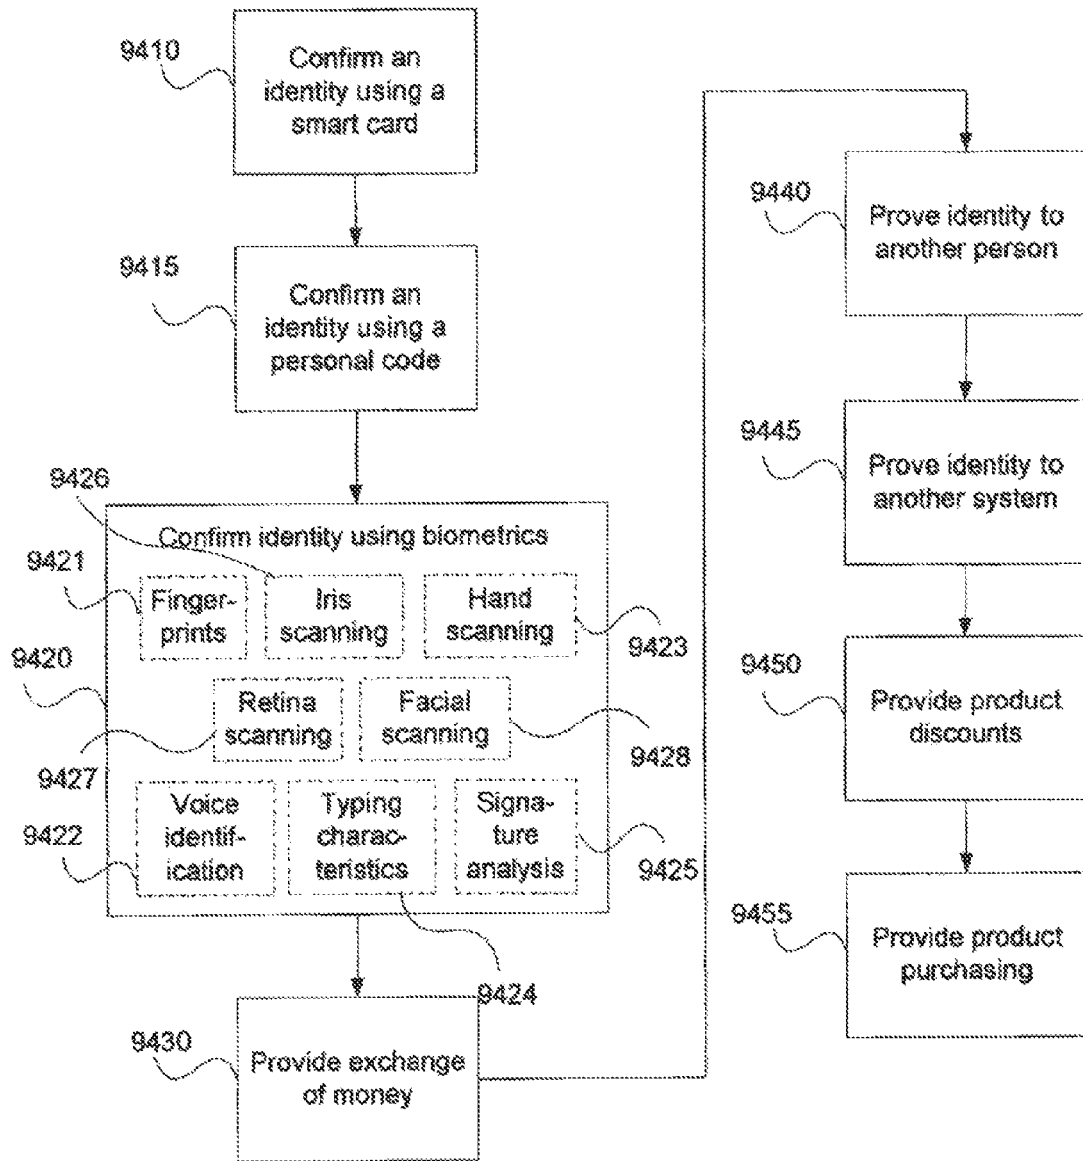 9410
Confirm an
identity using a
smart card
9415
Confirm an
identity using a
personal code
9426
Confirm identity using biometrics
9421
Finger-
prints
Iris
scanning
Hand
scanning
9423
9420
Retina
scanning
Facial
scanning
9427
9428
9422
Voice
identif-
ication
Typing
charac-
teristics
Signa-
ture
analysis
9425
9424
9430
Provide exchange
of money
9440
Prove identity to
another person
9445
Prove identity to
another system
9450
Provide product
discounts
9455
Provide product
purchasing